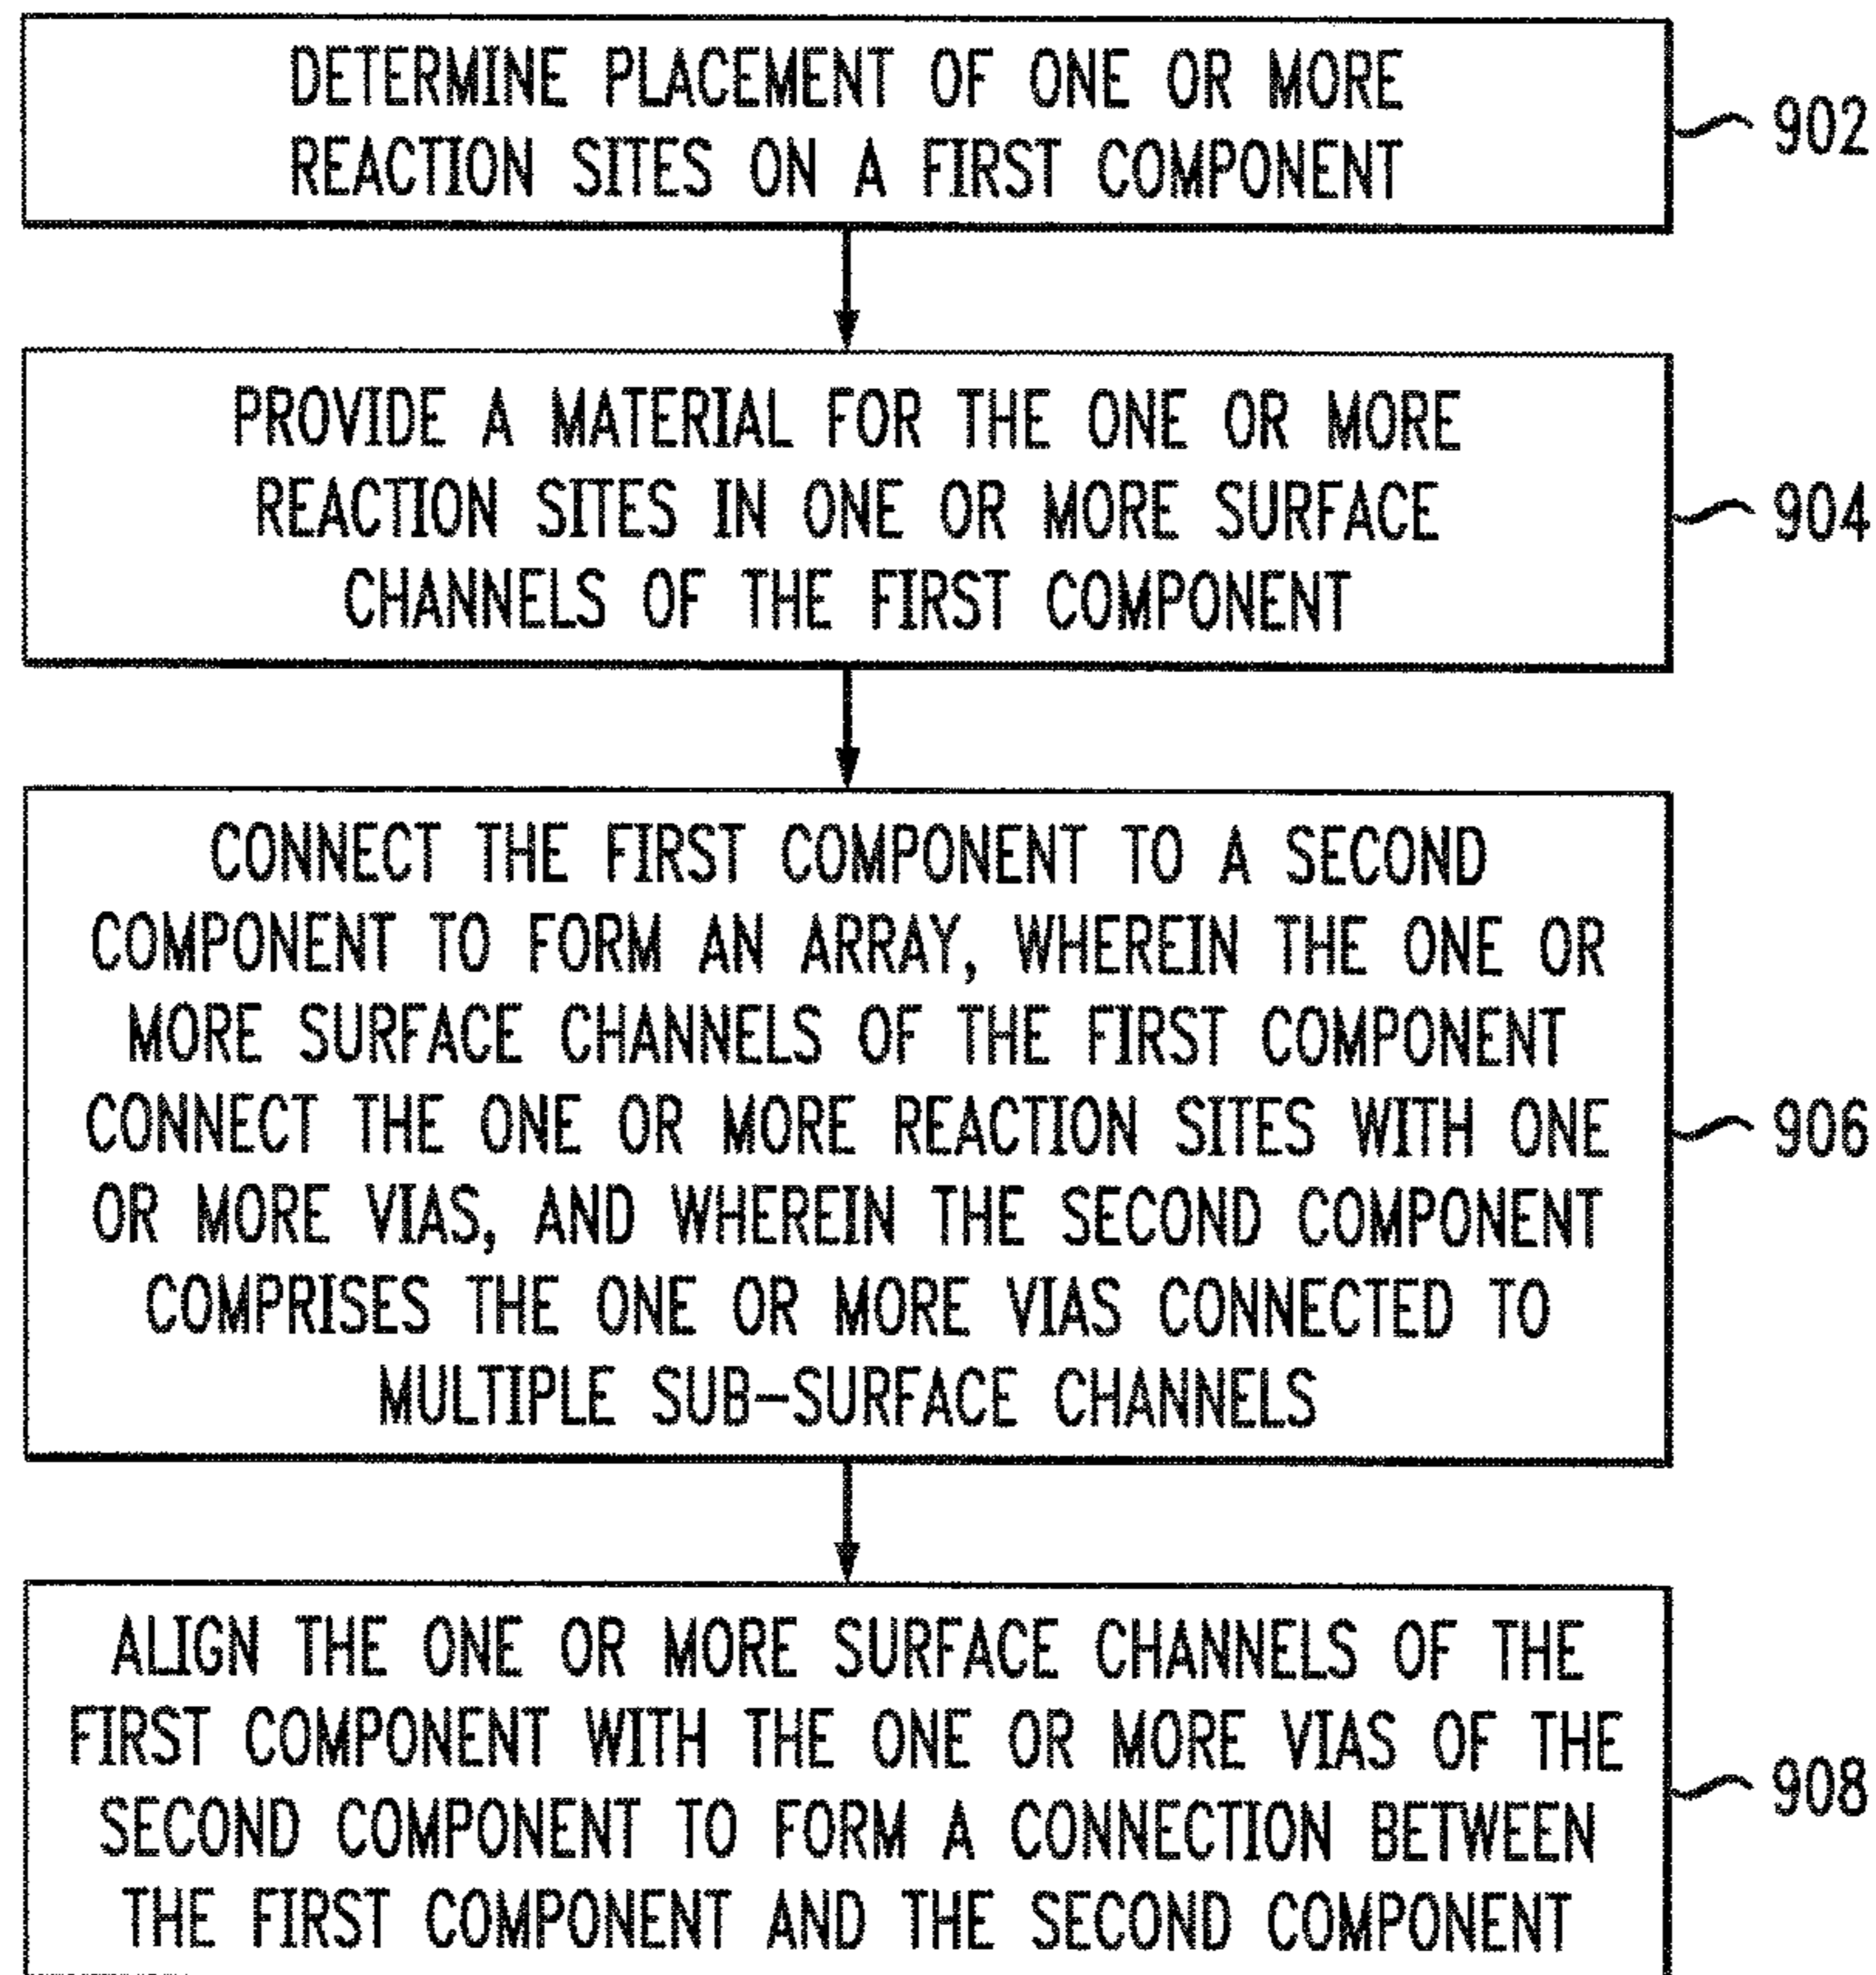 DETERMINE PLACEMENT OF ONE OR MORE
REACTION SITES ON A FIRST COMPONENT
902
PROVIDE A MATERIAL FOR THE ONE OR MORE
REACTION SITES IN ONE OR MORE SURFACE
CHANNELS OF THE FIRST COMPONENT
904
CONNECT THE FIRST COMPONENT TO A SECOND
COMPONENT TO FORM AN ARRAY, WHEREIN THE ONE OR
MORE SURFACE CHANNELS OF THE FIRST COMPONENT
CONNECT THE ONE OR MORE REACTION SITES WITH ONE
OR MORE VIAS, AND WHEREIN THE SECOND COMPONENT
COMPRISES THE ONE OR MORE VIAS CONNECTED TO
MULTIPLE SUB-SURFACE CHANNELS
906
ALIGN THE ONE OR MORE SURFACE CHANNELS OF THE
FIRST COMPONENT WITH THE ONE OR MORE VIAS OF THE
SECOND COMPONENT TO FORM A CONNECTION BETWEEN
THE FIRST COMPONENT AND THE SECOND COMPONENT
908